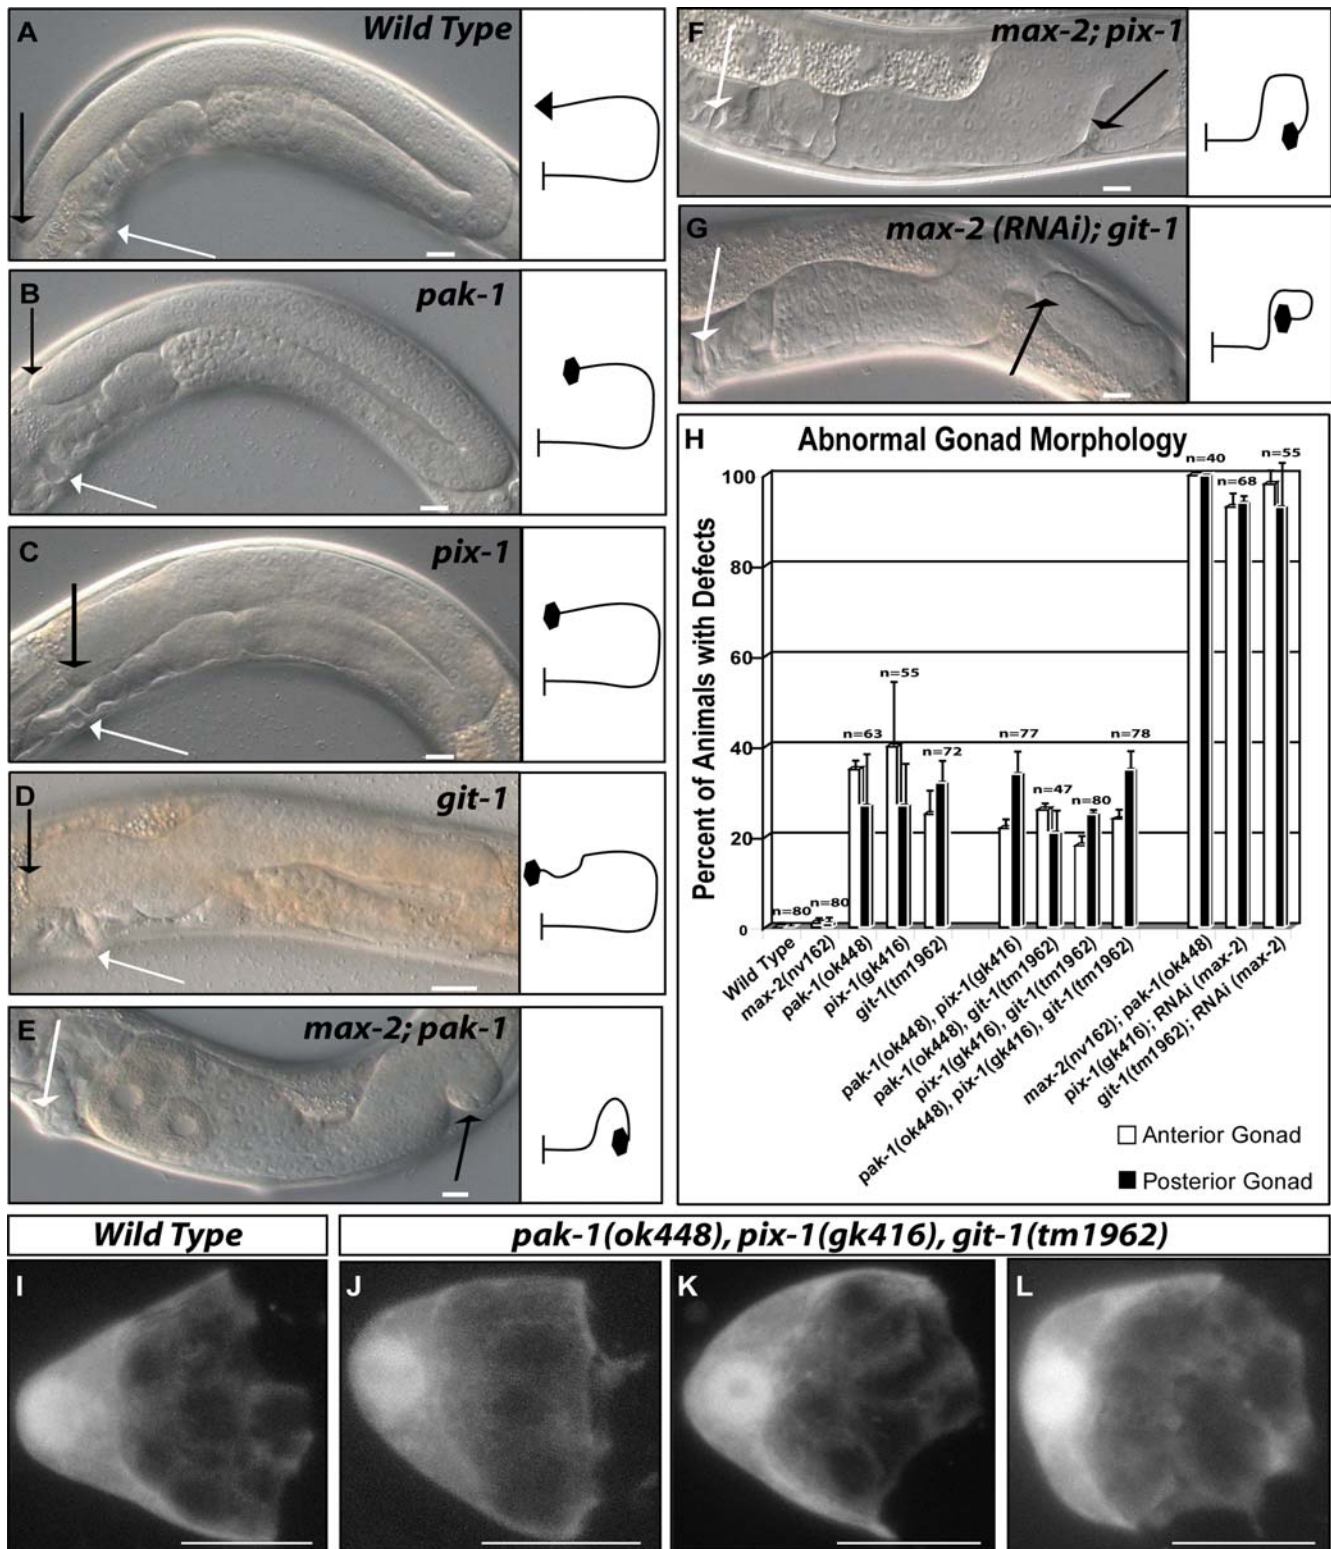 A
Wild Type
B
pak-1
C
pix-1
D
git-1
E
max-2; pak-1
F
max-2; pix-1
G
max-2 (RNAi); git-1
H
Abnormal Gonad Morphology
Percent of Animals with Defects
100
80
60
40
20
0
n=80
n=80
n=63
n=55
n=72
n=77
n=47
n=80
n=78
n=40
n=68
n=55
Wild Type
max-2(nv162)
pak-1(ok448)
pix-1(gk416)
git-1(tm1962)
pak-1(ok448), pix-1(gk416)
pak-1(ok448), git-1(tm1962)
pix-1(gk416), git-1(tm1962)
pak-1(ok448), pix-1(gk416), git-1(tm1962)
max-2(nv162); pak-1(ok448)
pix-1(gk416); RNAi (max-2)
git-1(tm1962); RNAi (max-2)
Anterior Gonad
Posterior Gonad
Wild Type
pak-1(ok448), pix-1(gk416), git-1(tm1962)
I
J
K
L